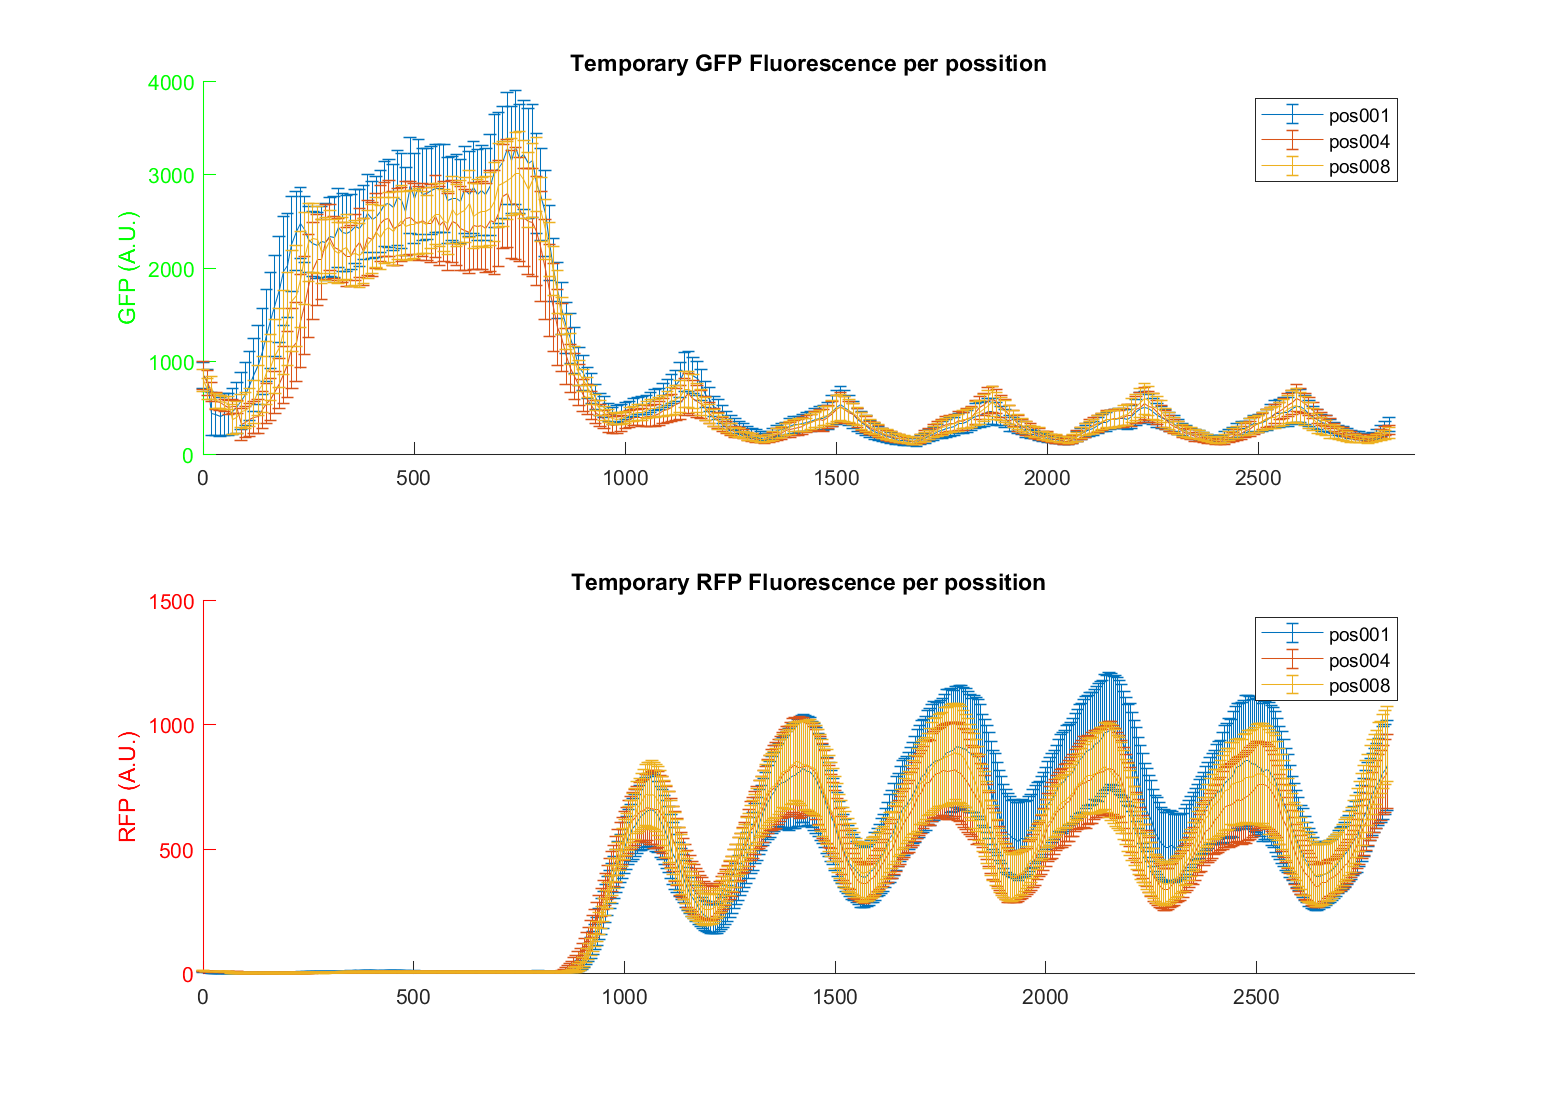 Temporary GFP Fluorescence per possition
4000
3000
2000
1000
0
GFP (A.U.)
pos001
pos004
pos008
0 500 1000 1500 2000 2500
Temporary RFP Fluorescence per possition
1500
1000
500
0
RFP (A.U.)
pos001
pos004
pos008
0 500 1000 1500 2000 2500